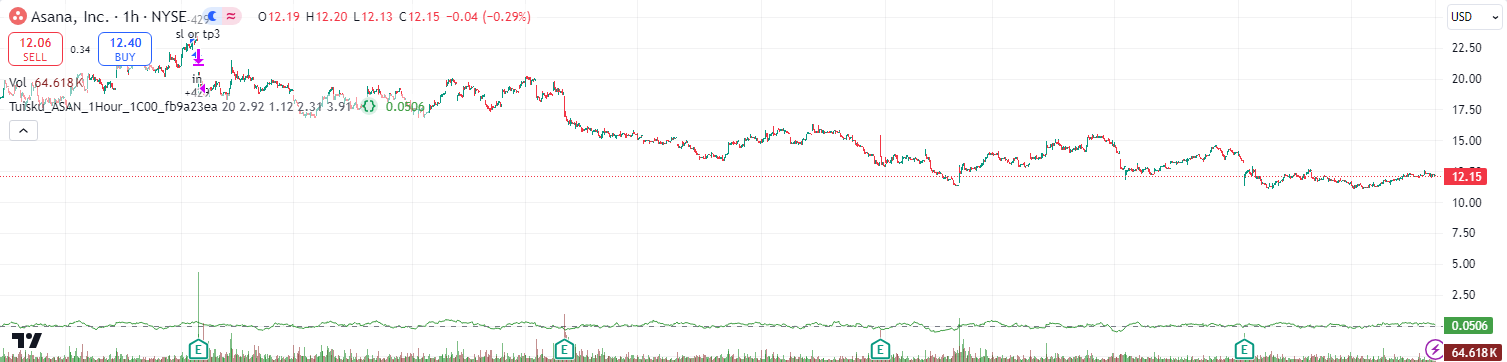 Asana, Inc. · 1h · NYSE ≈ O12.19 H12.20 L12.13 C12.15 −0.04 (−0.29%)
-429
sl or tp3
12.06
SELL
0.34
12.40
BUY
Vol 64.618K
in
+429
Tuisku_ASAN_1Hour_1C00_fb9a23ea 20 2.92 1.12 2.31 3.91 {} 0.0506
USD
22.50
20.00
17.50
15.00
12.15
10.00
7.50
5.00
2.50
0.0506
64.618K
E E E E